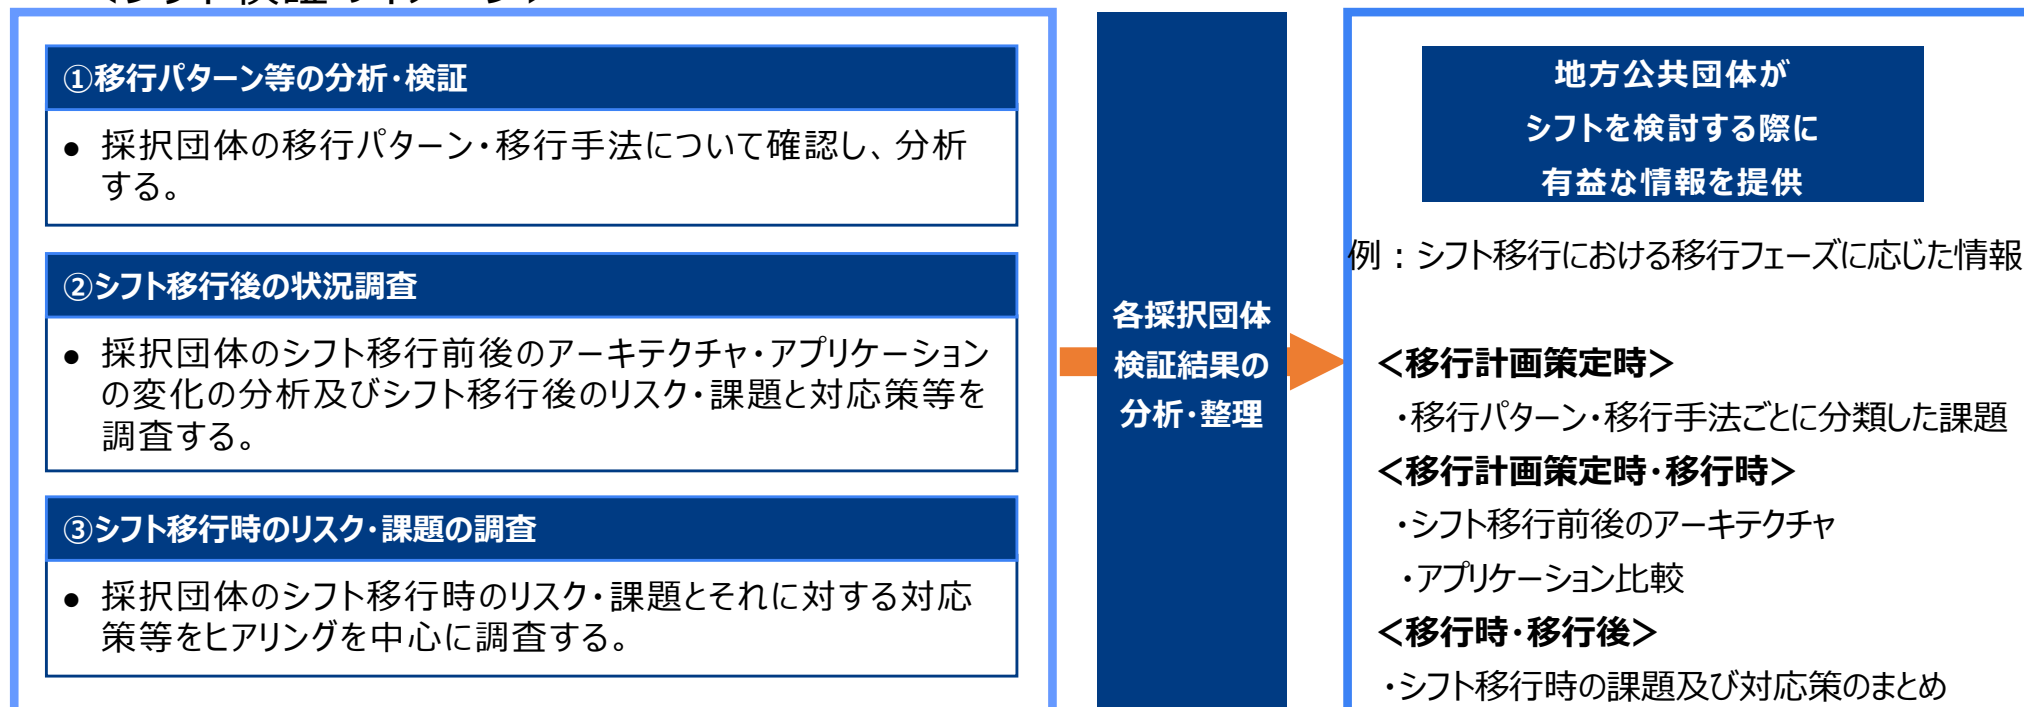 ①移行パターン等の分析・検証
● 採択団体の移行パターン・移行手法について確認し、分析
する。
②シフト移行後の状況調査
● 採択団体のシフト移行前後のアーキテクチャ・アプリケーション
の変化の分析及びシフト移行後のリスク・課題と対応策等を
調査する。
③シフト移行時のリスク・課題の調査
● 採択団体のシフト移行時のリスク・課題とそれに対する対応
策等をヒアリングを中心に調査する。
各採択団体
検証結果の
分析・整理
地方公共団体が
シフトを検討する際に
有益な情報を提供
例：シフト移行における移行フェーズに応じた情報
＜移行計画策定時＞
・移行パターン・移行手法ごとに分類した課題
＜移行計画策定時・移行時＞
・シフト移行前後のアーキテクチャ
・アプリケーション比較
＜移行時・移行後＞
・シフト移行時の課題及び対応策のまとめ